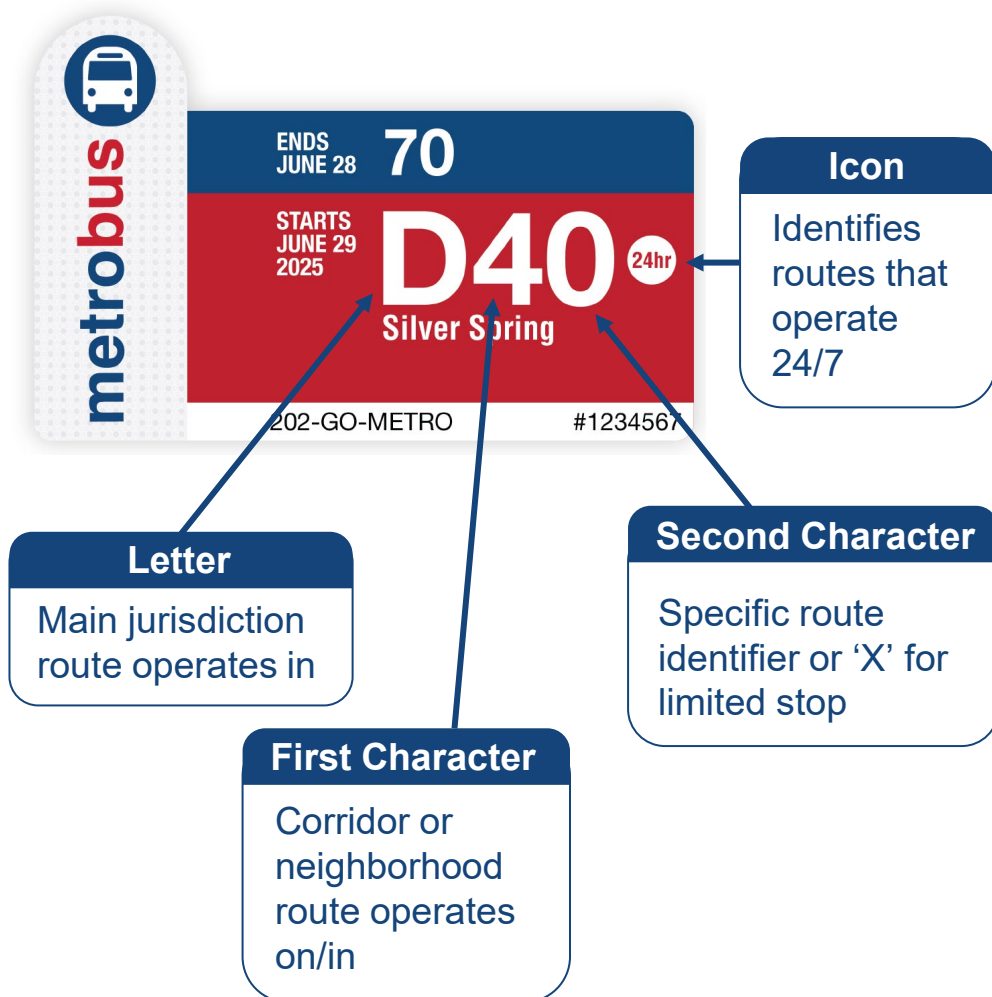 metrobus
ENDS
JUNE 28
70
STARTS
JUNE 29
2025
D40
24hr
Silver Spring
202-GO-METRO
#1234567
Icon
Identifies
routes that
operate
24/7
Letter
Main jurisdiction
route operates in
Second Character
Specific route
identifier or ‘X’ for
limited stop
First Character
Corridor or
neighborhood
route operates
on/in